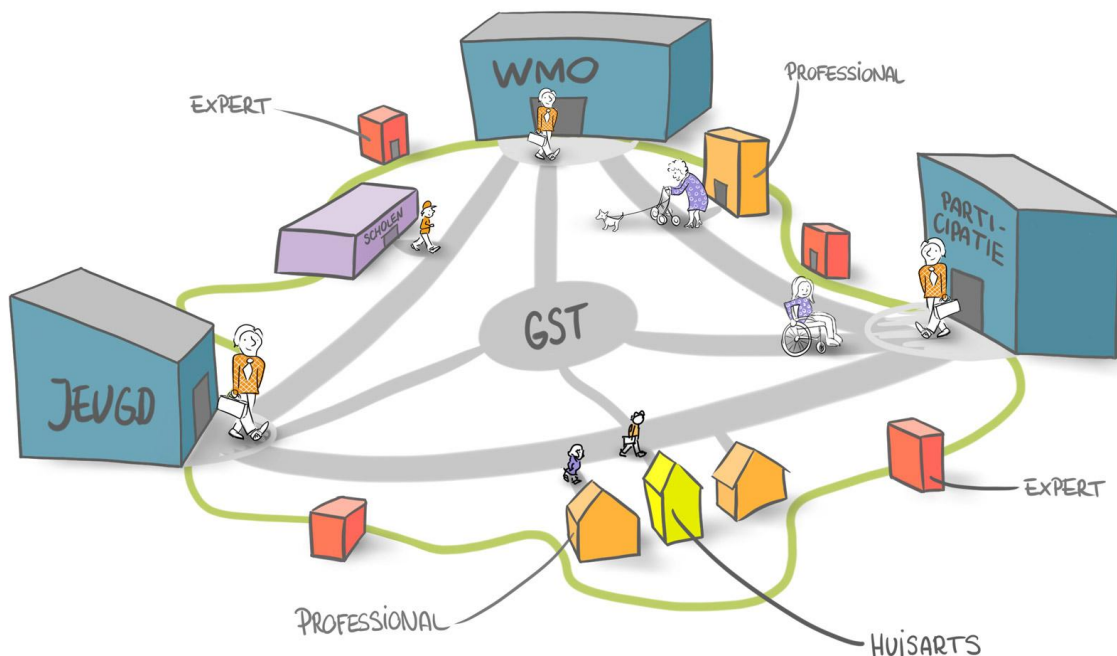 WMO
PROFESSIONAL
EXPERT
PARTI-
CIPATIE
SCHOLEN
GST
JEUGD
EXPERT
PROFESSIONAL
HUISARTS